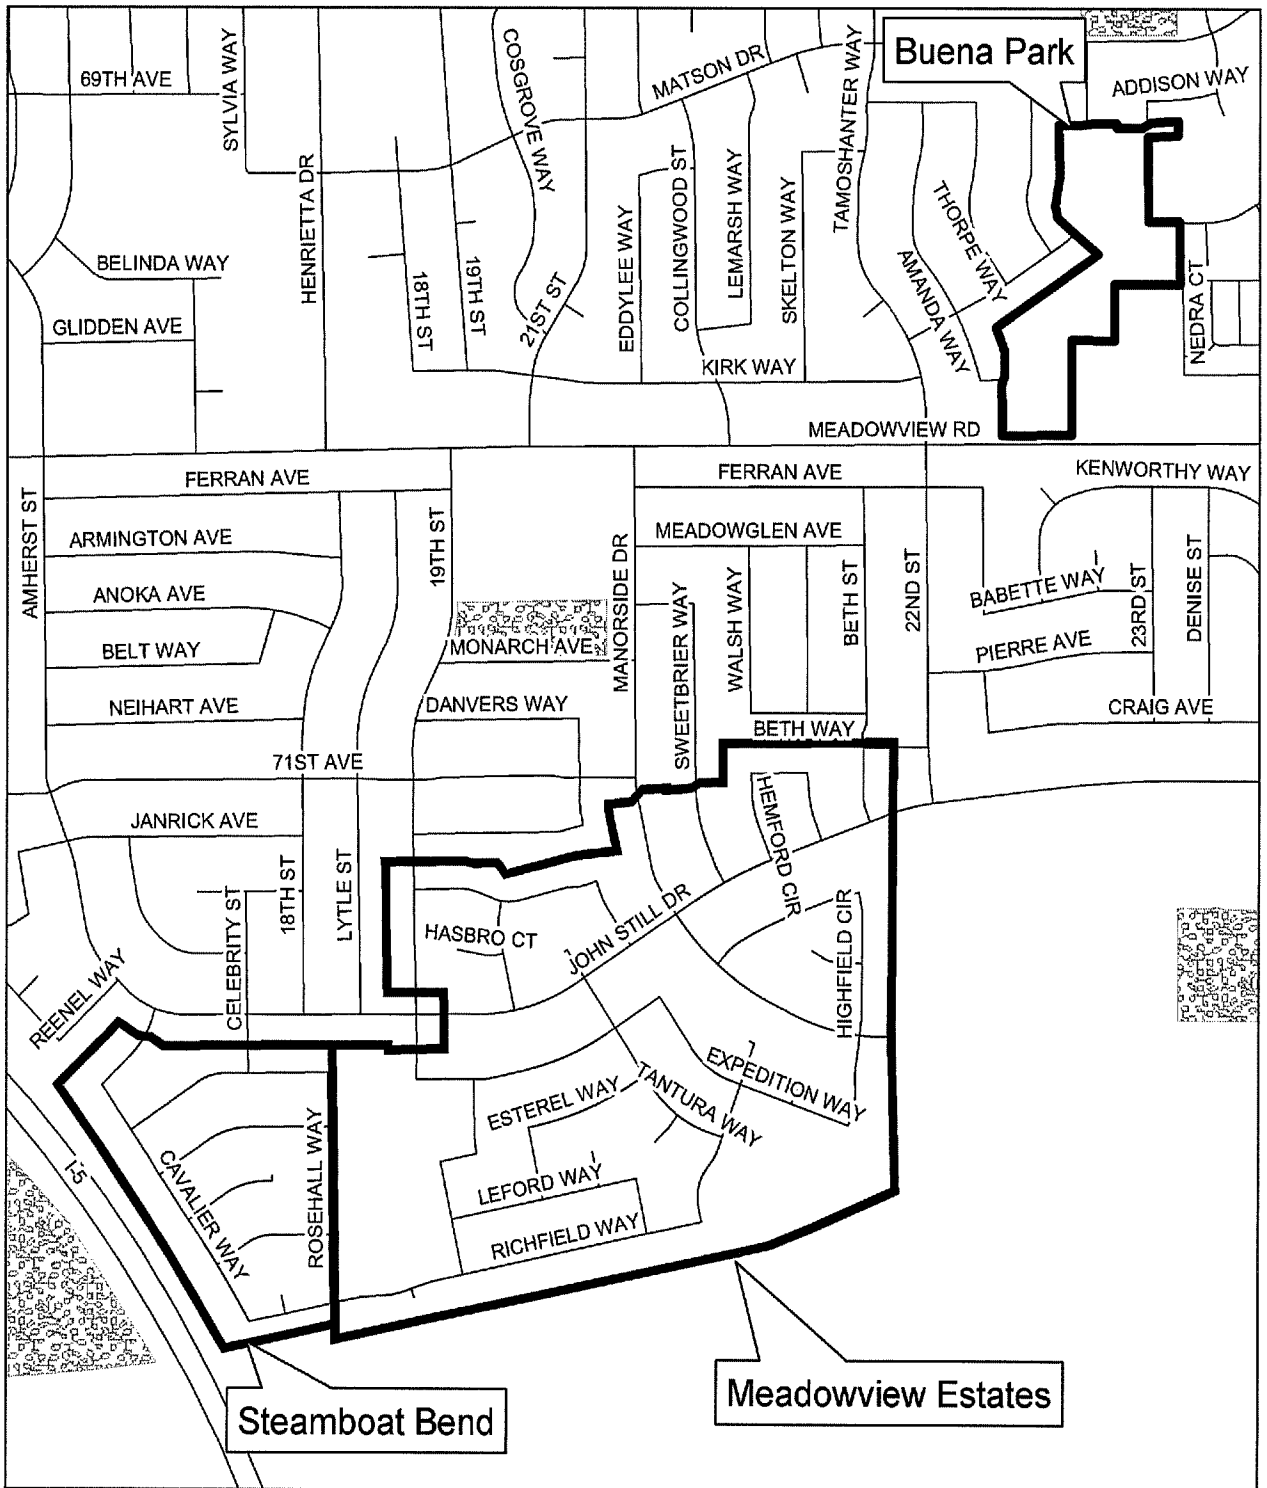 Buena Park
69TH AVE
SYLVIA WAY
COSGROVE WAY
MATSON DR
TAMOSHANTER WAY
ADDISON WAY
HENRIETTA DR
BELINDA WAY
GLIDDEN AVE
18TH ST
19TH ST
21ST ST
EDDYLEE WAY
COLLINGWOOD ST
LEMARSH WAY
SKELTON WAY
THORPE WAY
AMANDA WAY
NEDRA CT
KIRK WAY
MEADOWVIEW RD
FERRAN AVE
FERRAN AVE
KENWORTHY WAY
AMHERST ST
ARMINGTON AVE
19TH ST
MEADOWGLEN AVE
ANOKA AVE
MANORSIDE DR
SWEETBRIER WAY
WALSH WAY
BETH ST
22ND ST
BABETTE WAY
23RD ST
DENISE ST
BELT WAY
MONARCH AVE
PIERRE AVE
NEIHART AVE
DANVERS WAY
CRAIG AVE
BETH WAY
71ST AVE
JANRICK AVE
HEMFORD CIR
18TH ST
LYTLE ST
CELEBRITY ST
HASBRO CT
JOHN STILL DR
HIGHFIELD CIR
REENEL WAY
EXPEDITION WAY
ESTEREL WAY
TANTURA WAY
I-5
CAVALIER WAY
ROSEHALL WAY
LEFORD WAY
RICHFIELD WAY
Steamboat Bend
Meadowview Estates